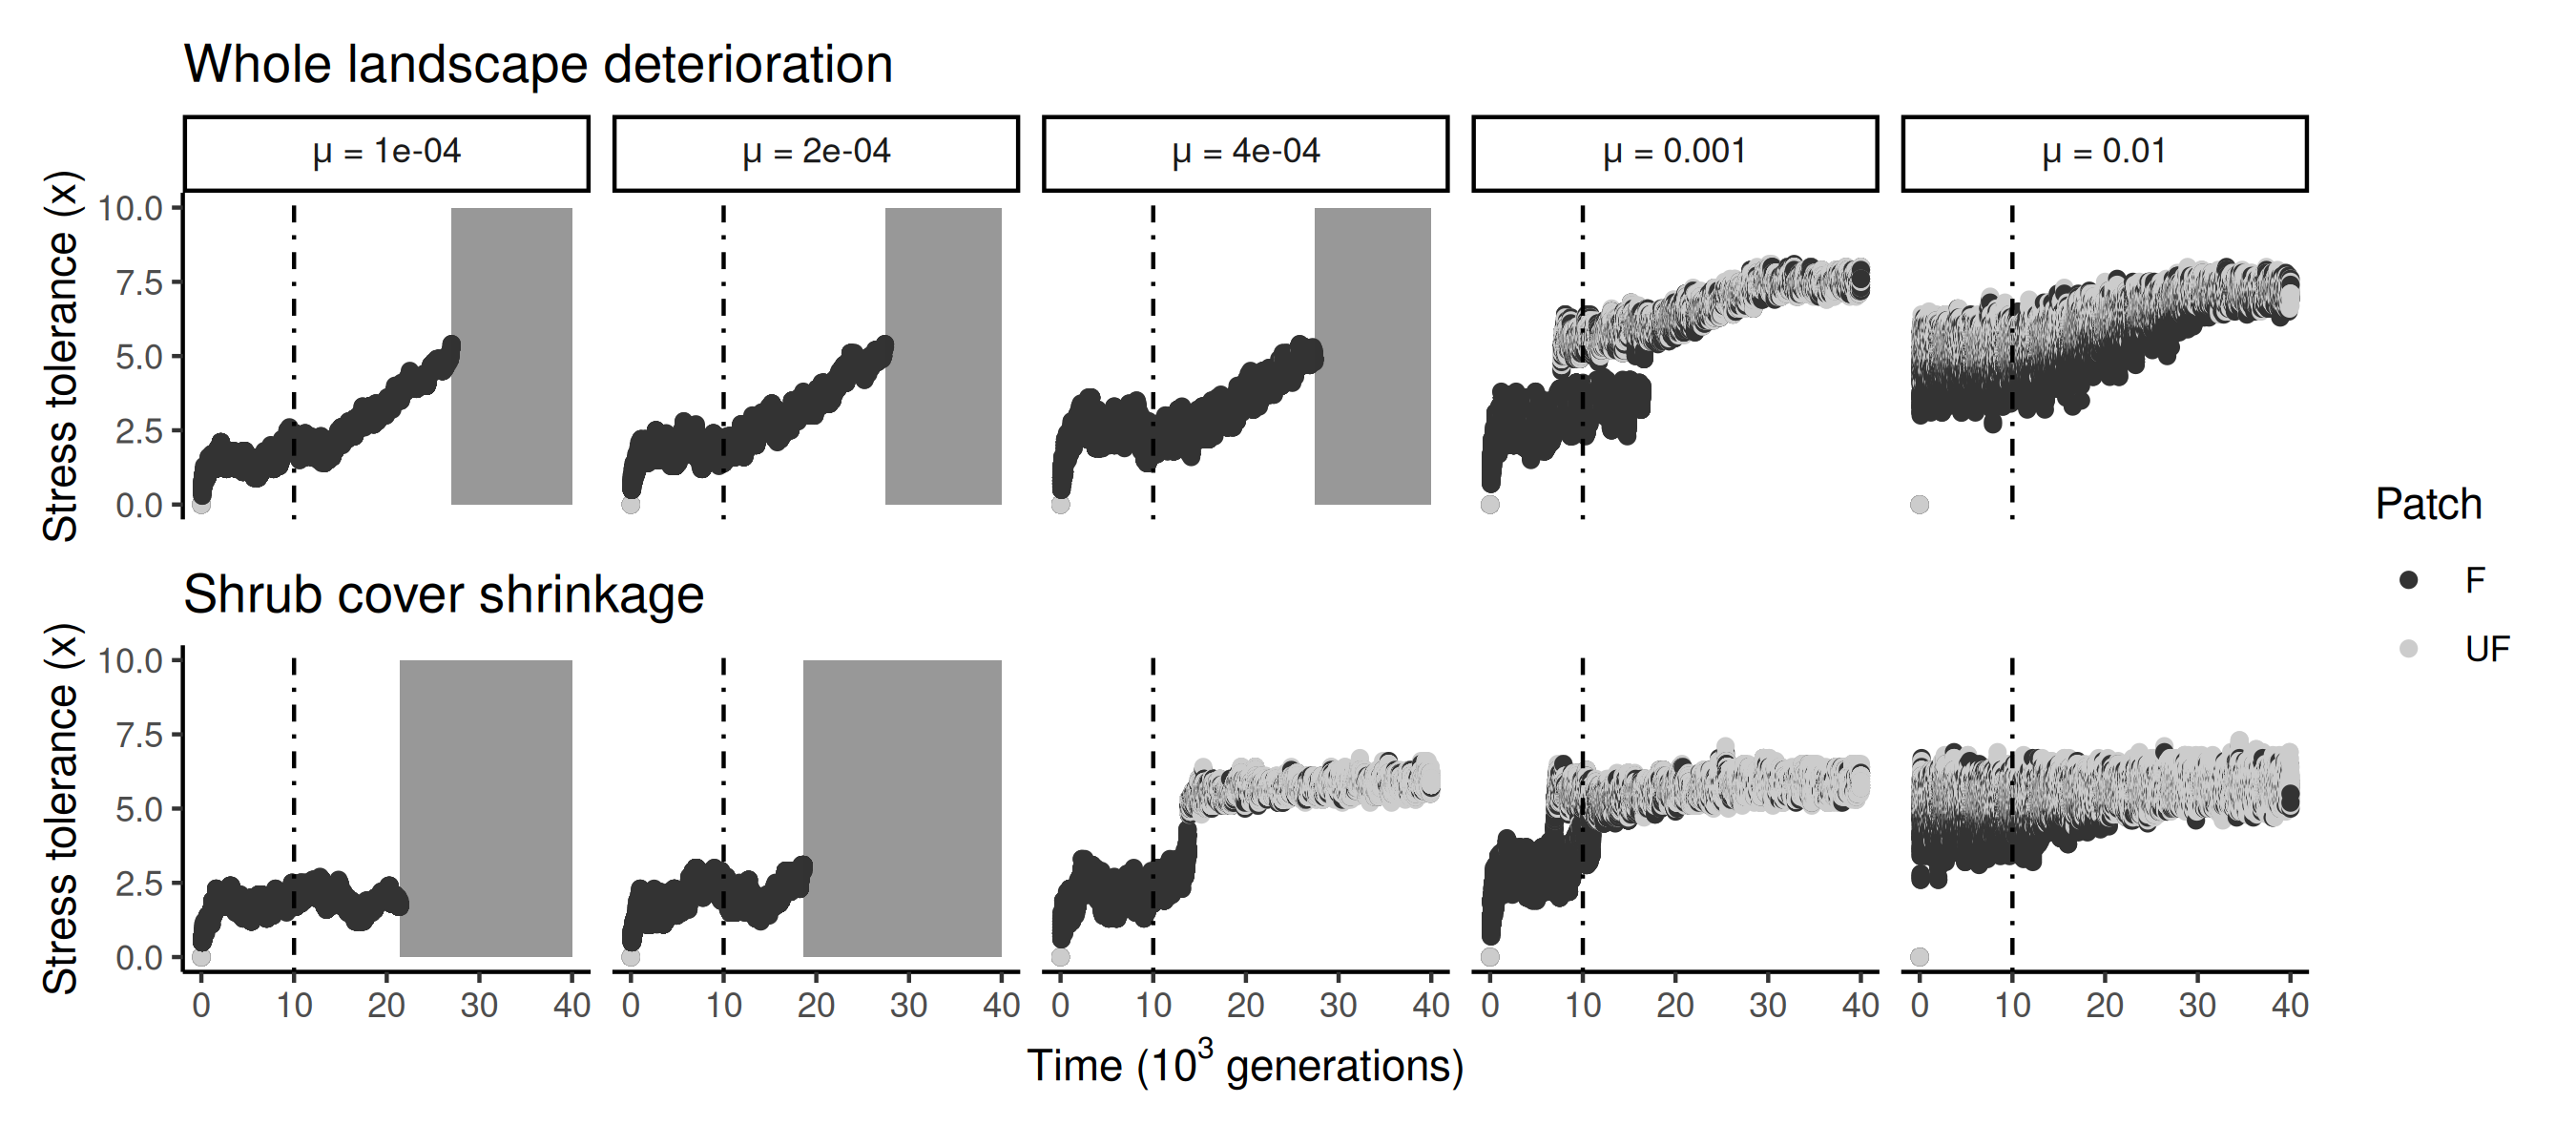 Whole landscape deterioration
μ = 1e-04
μ = 2e-04
μ = 4e-04
μ = 0.001
μ = 0.01
Stress tolerance (x)
10.0
7.5
5.0
2.5
0.0
Shrub cover shrinkage
Stress tolerance (x)
10.0
7.5
5.0
2.5
0.0
0 10 20 30 40
0 10 20 30 40
0 10 20 30 40
0 10 20 30 40
0 10 20 30 40
Time (10³ generations)
Patch
F
UF